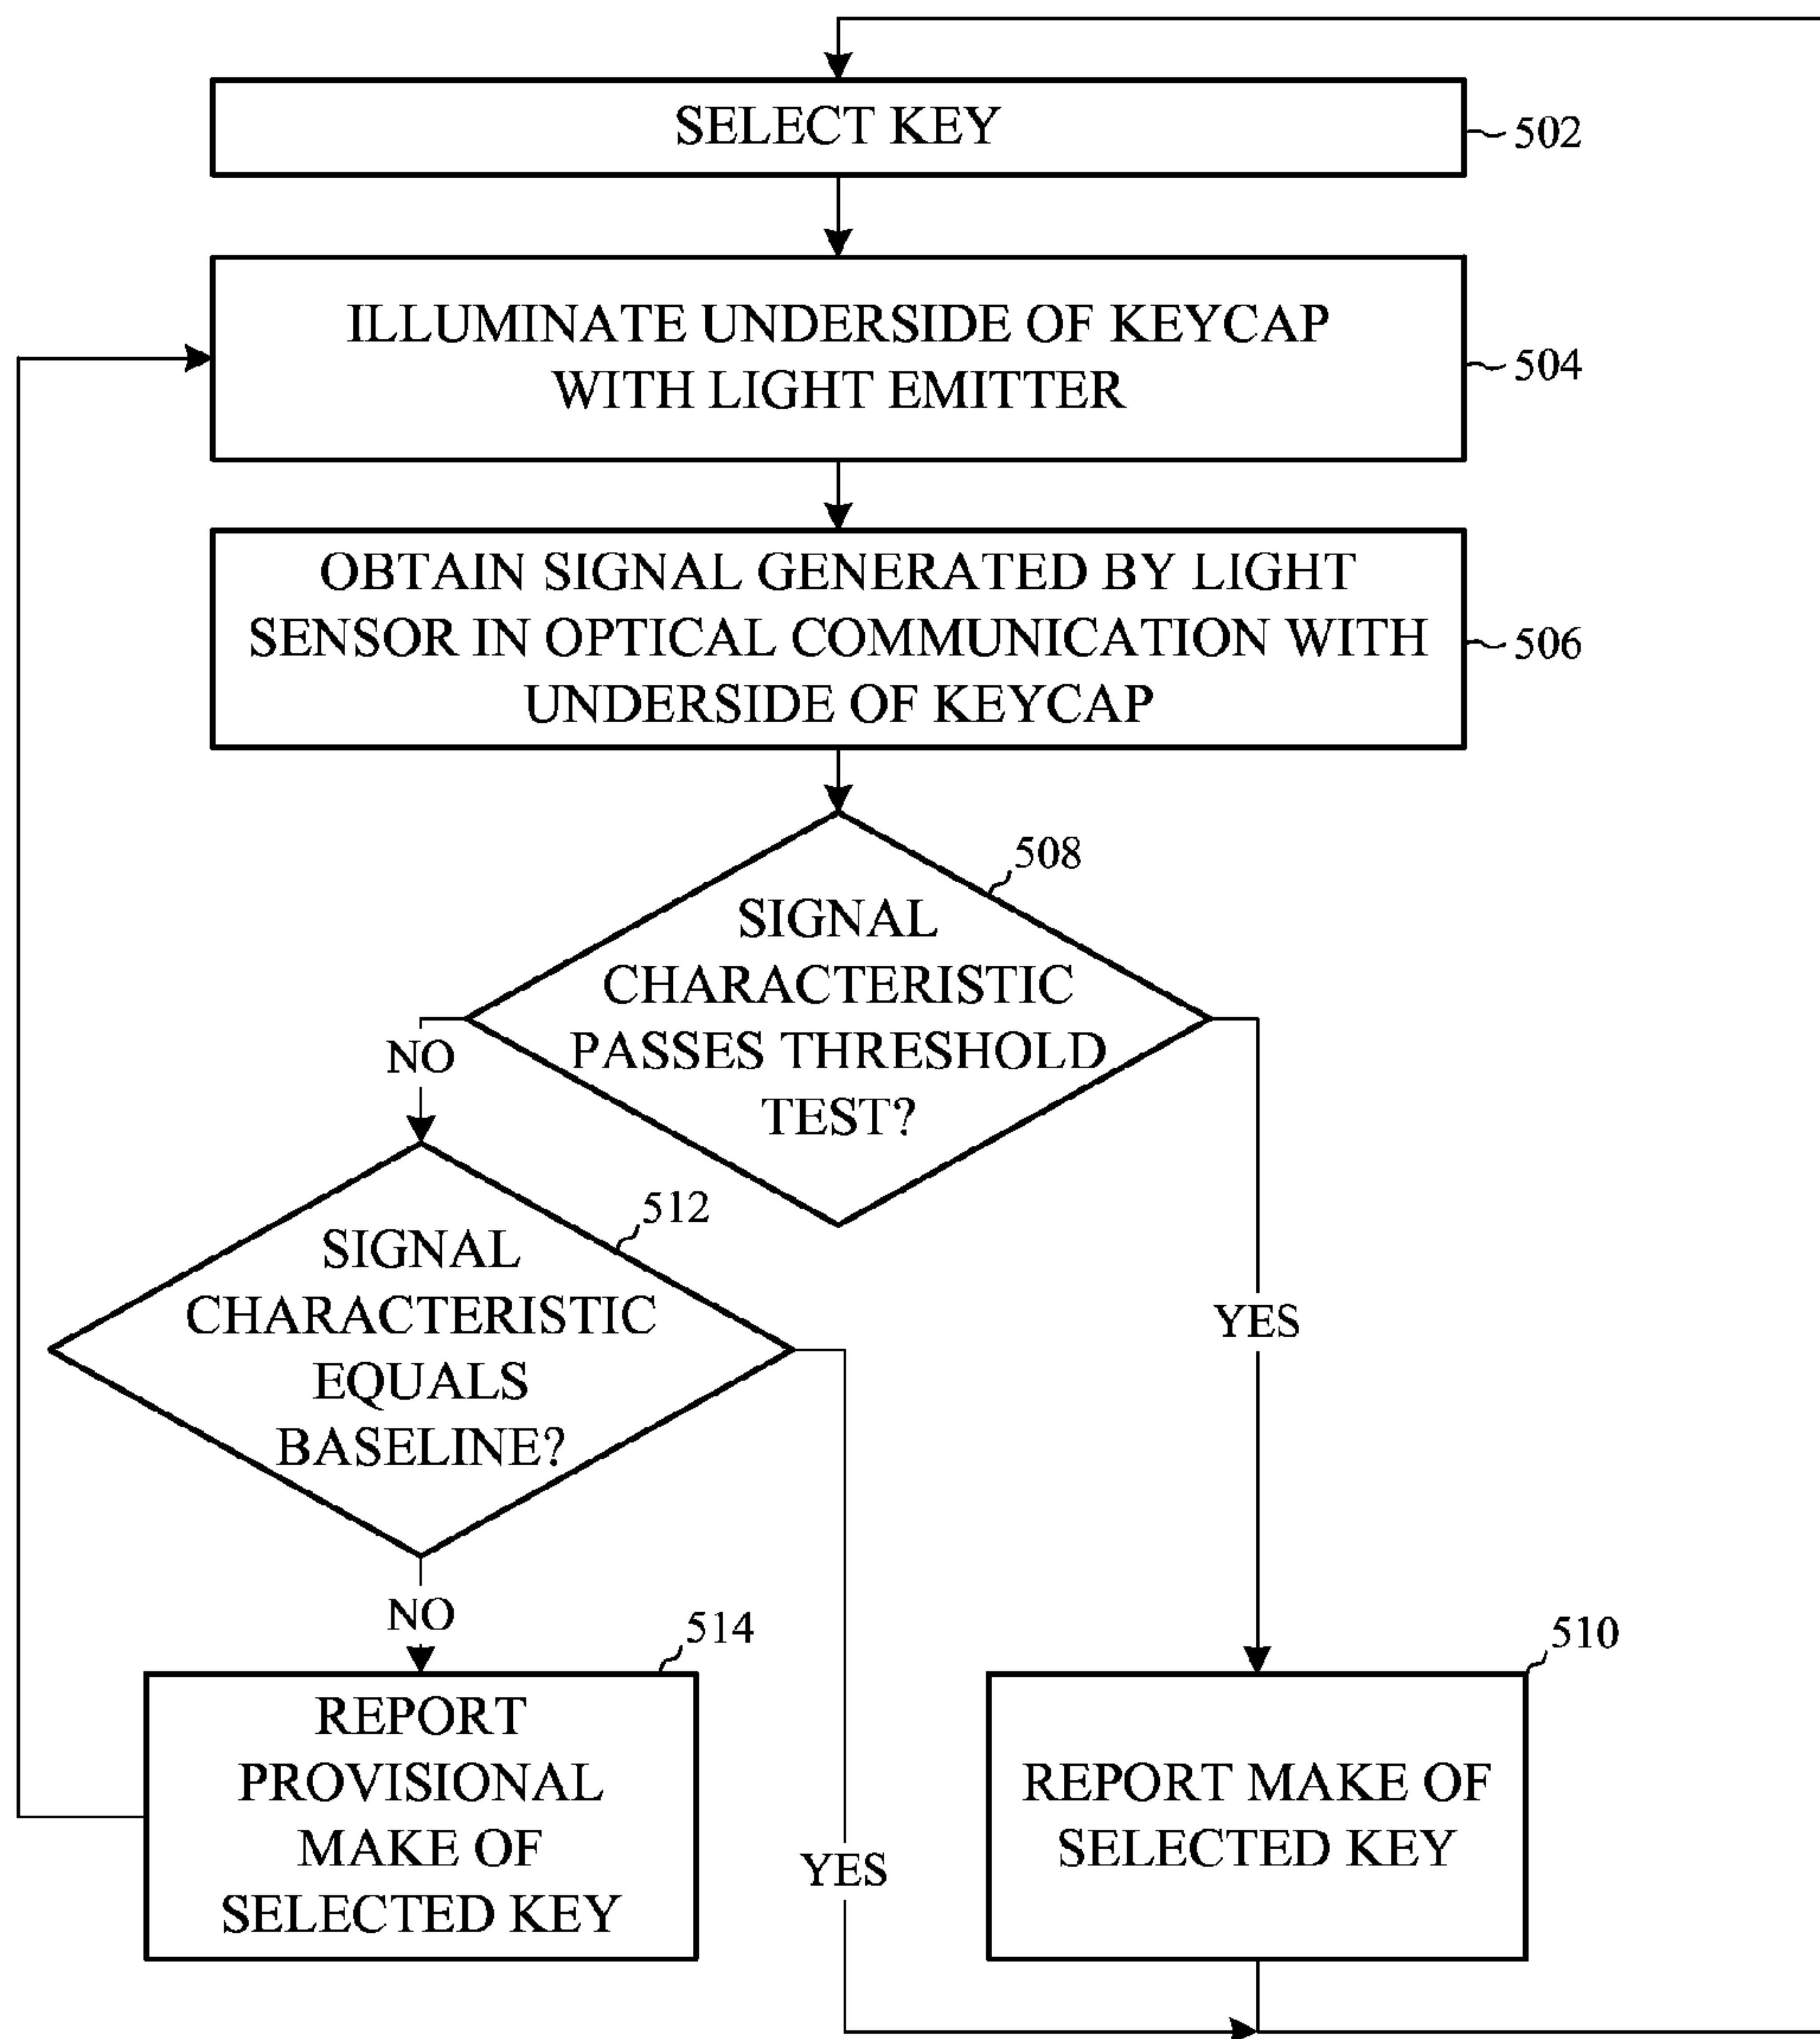 SELECT KEY
502
ILLUMINATE UNDERSIDE OF KEYCAP
WITH LIGHT EMITTER
504
OBTAIN SIGNAL GENERATED BY LIGHT
SENSOR IN OPTICAL COMMUNICATION WITH
UNDERSIDE OF KEYCAP
506
508
SIGNAL
CHARACTERISTIC
PASSES THRESHOLD
TEST?
NO
YES
512
SIGNAL
CHARACTERISTIC
EQUALS
BASELINE?
NO
YES
514
REPORT
PROVISIONAL
MAKE OF
SELECTED KEY
510
REPORT MAKE OF
SELECTED KEY